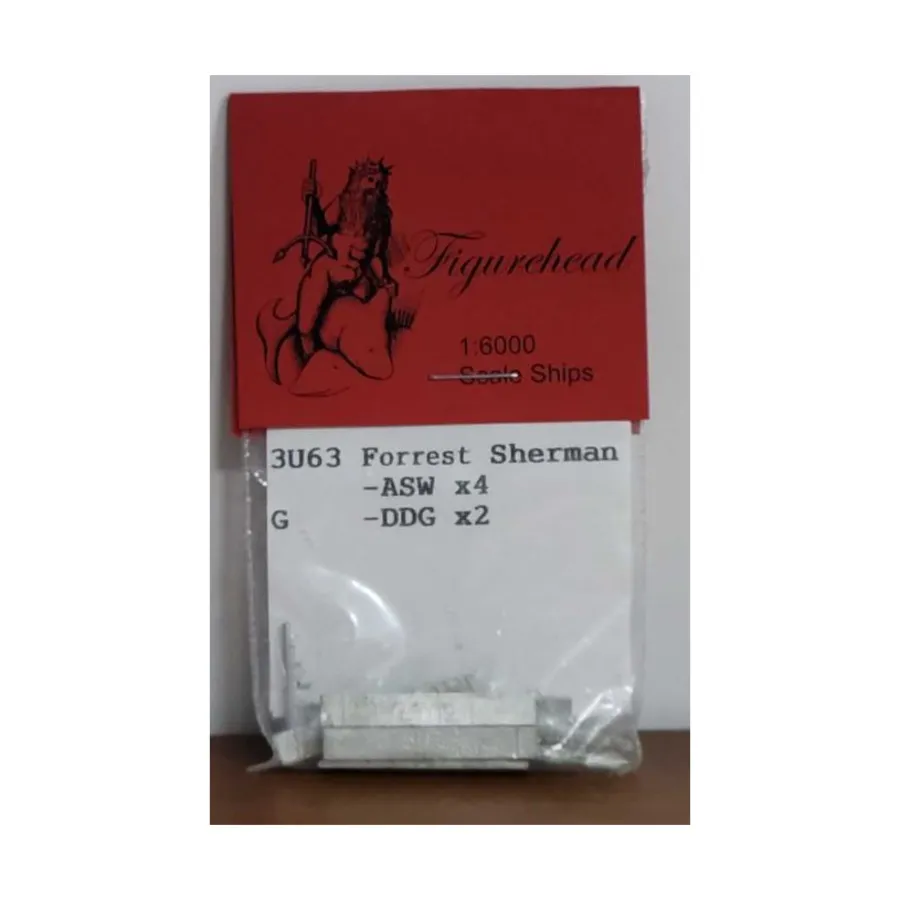 Figurehead
1:6000
Scale Ships
3U63 Forrest Sherman
-ASW x4
G -DDG x2